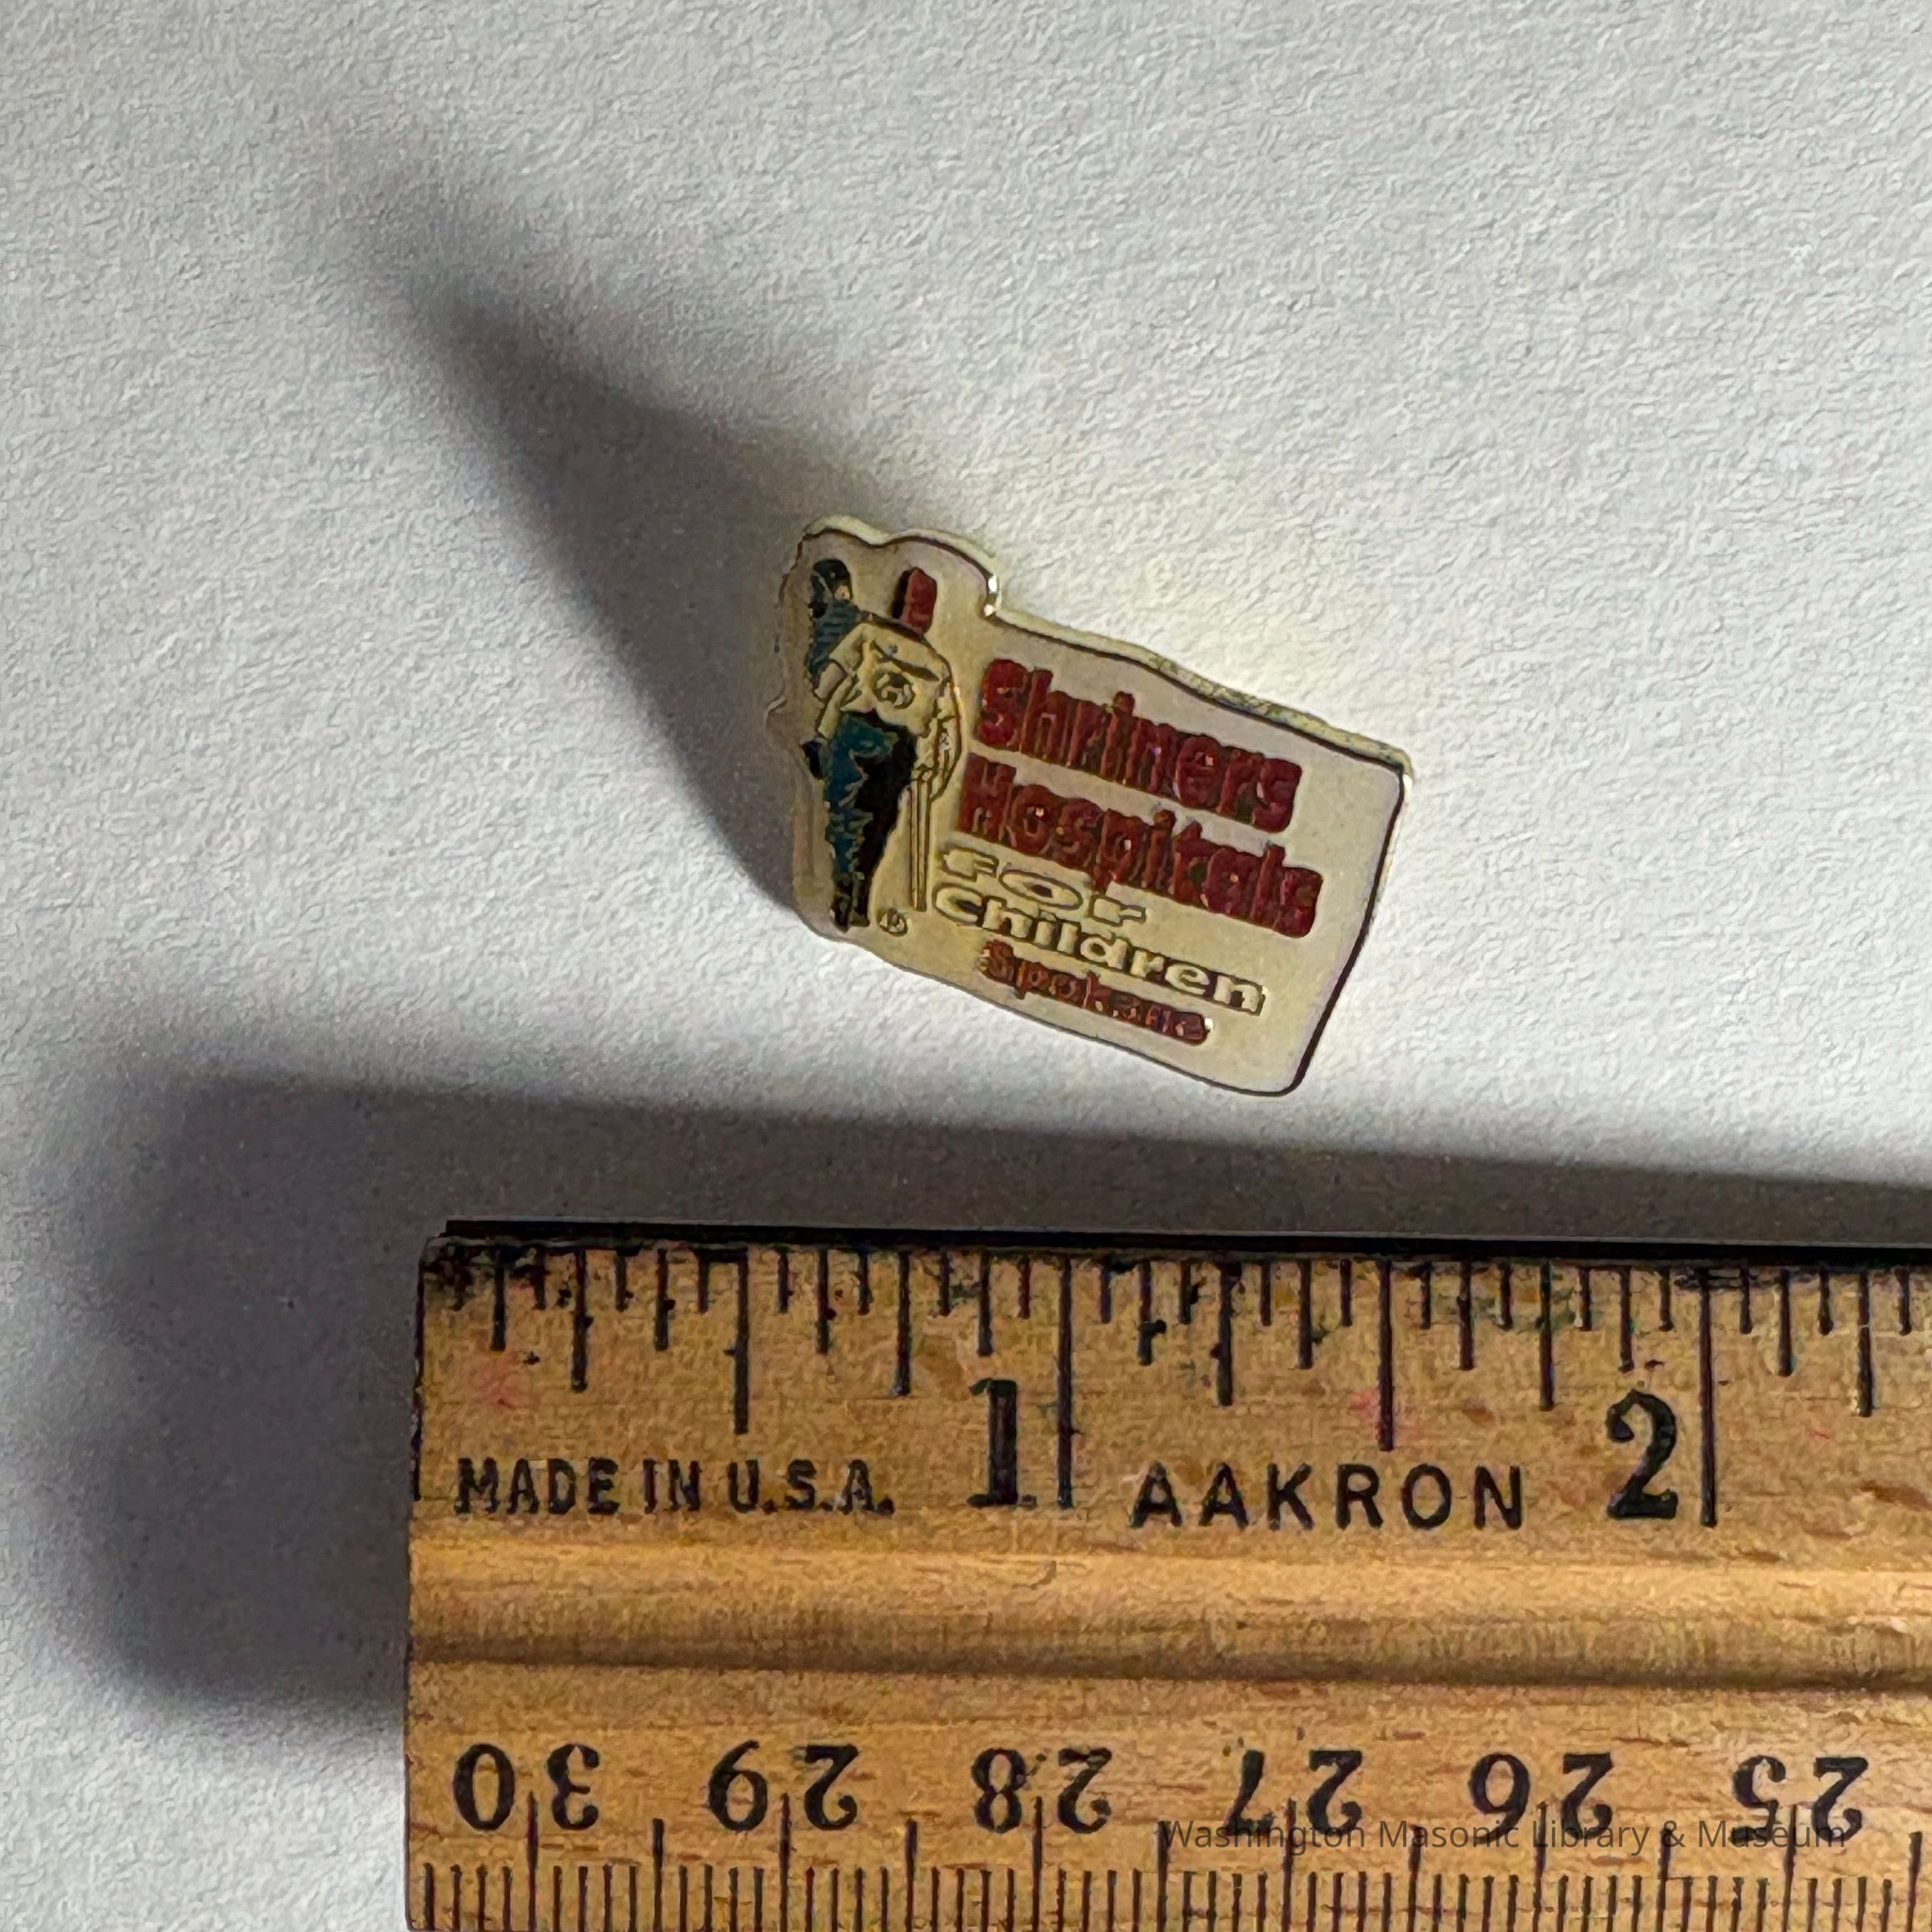 Shriners
Hospitals
for
Children
Spokane
®
1 2
MADE IN U.S.A. AAKRON
30 29 28 27 26 25
Washington Masonic Library & Museum